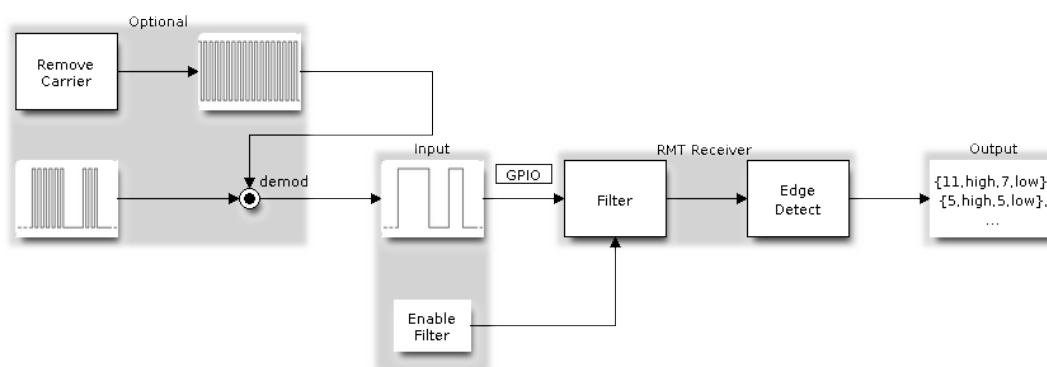 Optional
Remove
Carrier
demod
Input
GPIO
RMT Receiver
Output
Filter
Edge
Detect
{11,high,7,low}
{5,high,5,low},
...
Enable
Filter